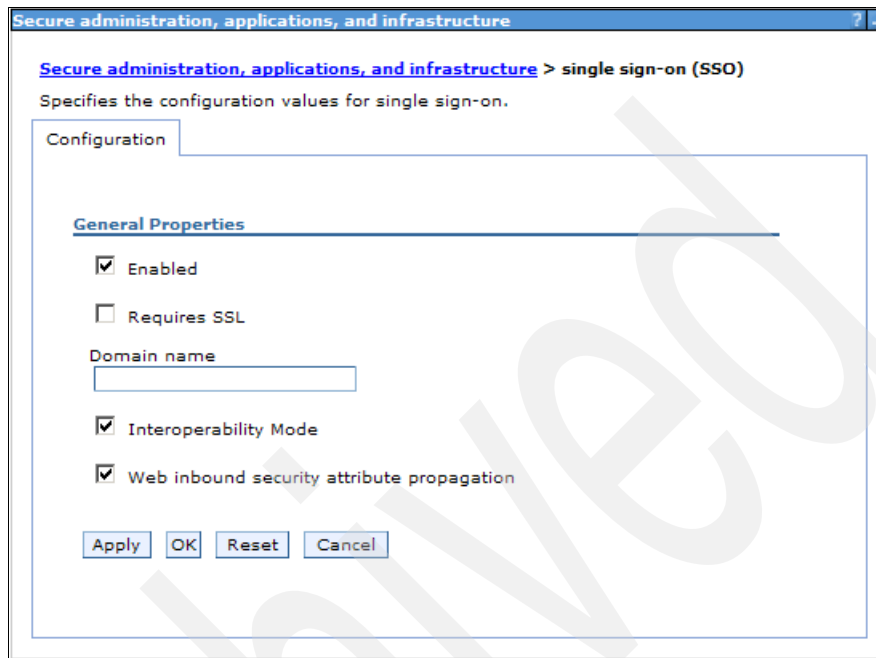 Secure administration, applications, and infrastructure ?
Secure administration, applications, and infrastructure > single sign-on (SSO)
Specifies the configuration values for single sign-on.
Configuration
General Properties
Enabled
Requires SSL
Domain name
Interoperability Mode
Web inbound security attribute propagation
Apply OK Reset Cancel